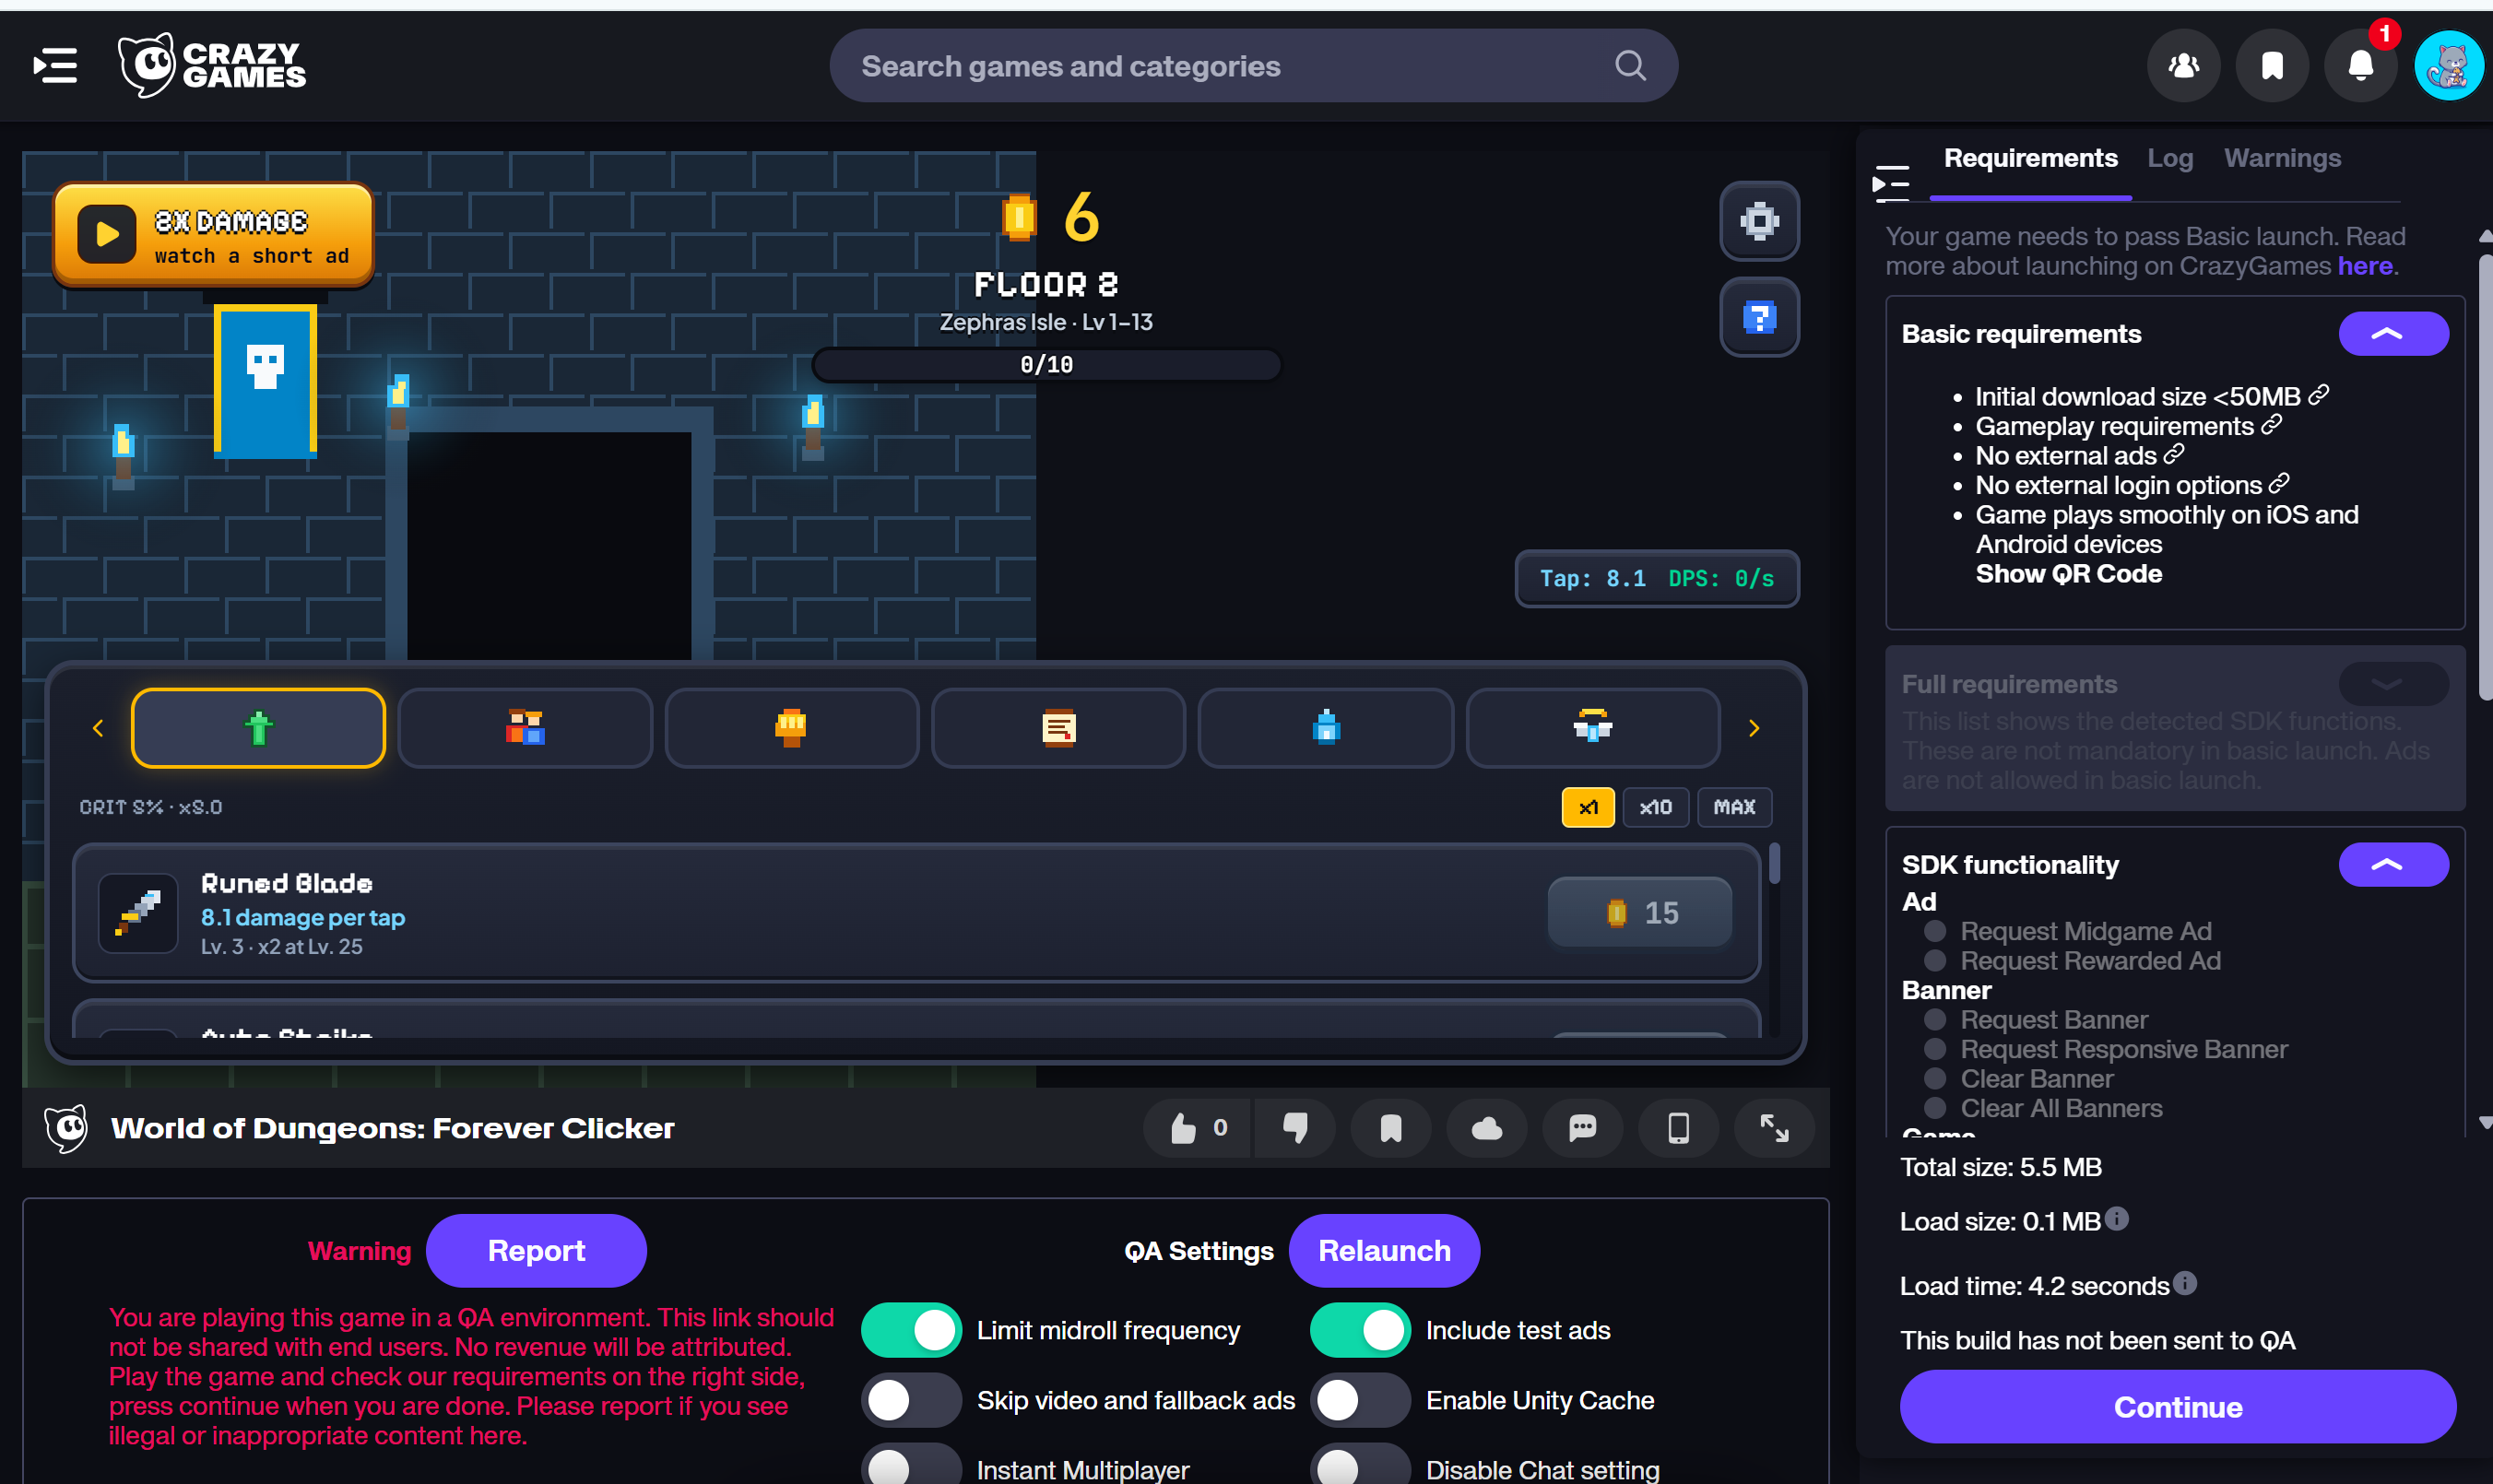 CRAZY
GAMES
Search games and categories
1
2X DAMAGE
watch a short ad
6
FLOOR 2
Zephras Isle · Lv 1–13
0/10
?
Tap: 8.1 DPS: 0/s
CRIT 2% · x2.0
x1
x10
MAX
Runed Blade
8.1 damage per tap
Lv. 3 · x2 at Lv. 25
15
Auto Strike
World of Dungeons: Forever Clicker
0
Warning
Report
You are playing this game in a QA environment. This link should
not be shared with end users. No revenue will be attributed.
Play the game and check our requirements on the right side,
press continue when you are done. Please report if you see
illegal or inappropriate content here.
QA Settings
Relaunch
Limit midroll frequency
Include test ads
Skip video and fallback ads
Enable Unity Cache
Instant Multiplayer
Disable Chat setting
Requirements
Log
Warnings
Your game needs to pass Basic launch. Read
more about launching on CrazyGames here.
Basic requirements
• Initial download size <50MB
• Gameplay requirements
• No external ads
• No external login options
• Game plays smoothly on iOS and
Android devices
Show QR Code
Full requirements
This list shows the detected SDK functions.
These are not mandatory in basic launch. Ads
are not allowed in basic launch.
SDK functionality
Ad
Request Midgame Ad
Request Rewarded Ad
Banner
Request Banner
Request Responsive Banner
Clear Banner
Clear All Banners
Game
Total size: 5.5 MB
Load size: 0.1 MB
Load time: 4.2 seconds
This build has not been sent to QA
Continue